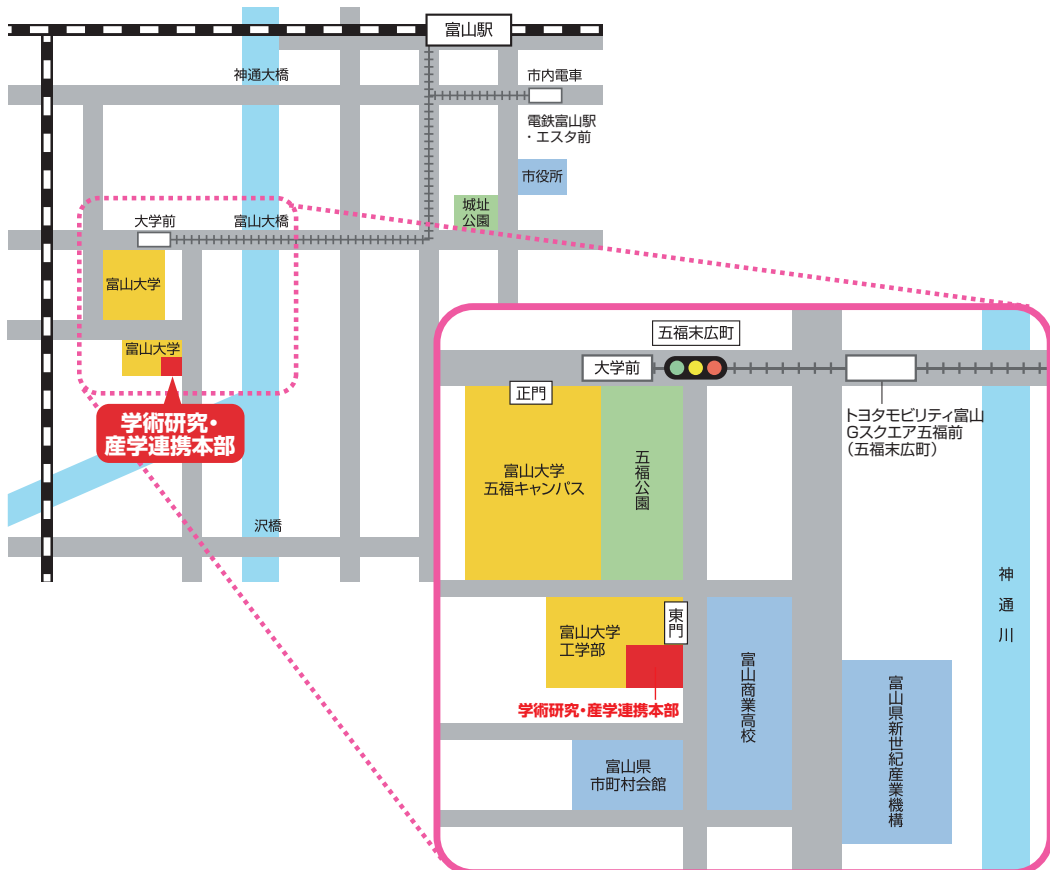 富山駅
神通大橋
市内電車
電鉄富山駅
・エスタ前
市役所
城址
公園
大学前
富山大橋
富山大学
富山大学
学術研究・
産学連携本部
沢橋
五福末広町
大学前
正門
トヨタモビリティ富山
Gスクエア五福前
(五福末広町)
富山大学
五福キャンパス
五福公園
神通川
東門
富山大学
工学部
富山商業高校
富山県新世紀産業機構
学術研究・産学連携本部
富山県
市町村会館